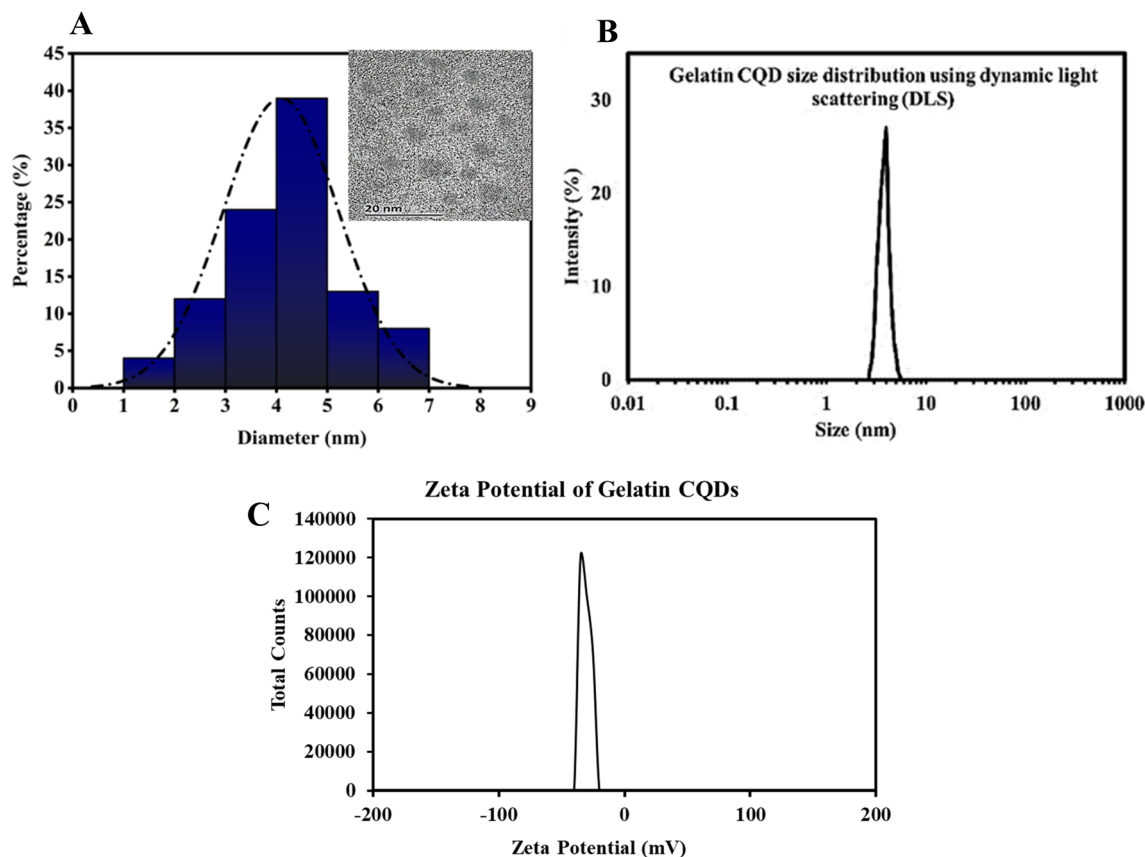 A
45
40
35
30
25
20
15
10
5
0
Percentage (%)
20 nm
0 1 2 3 4 5 6 7 8 9
Diameter (nm)
B
Gelatin CQD size distribution using dynamic light
scattering (DLS)
30
20
10
0
Intensity (%)
0.01 0.1 1 10 100 1000
Size (nm)
Zeta Potential of Gelatin CQDs
C
140000
120000
100000
80000
60000
40000
20000
0
Total Counts
-200 -100 0 100 200
Zeta Potential (mV)